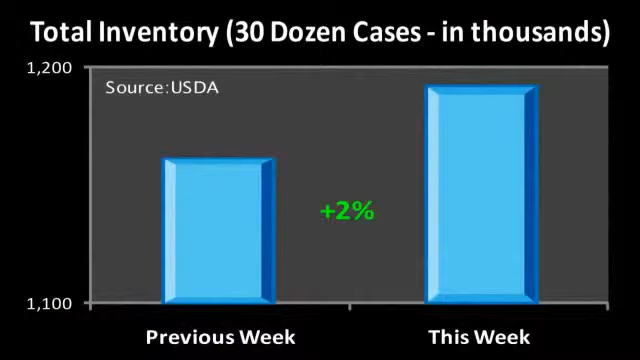 Total Inventory (30 Dozen Cases - in thousands)
1,200
Source:USDA
+2%
1,100
Previous Week
This Week